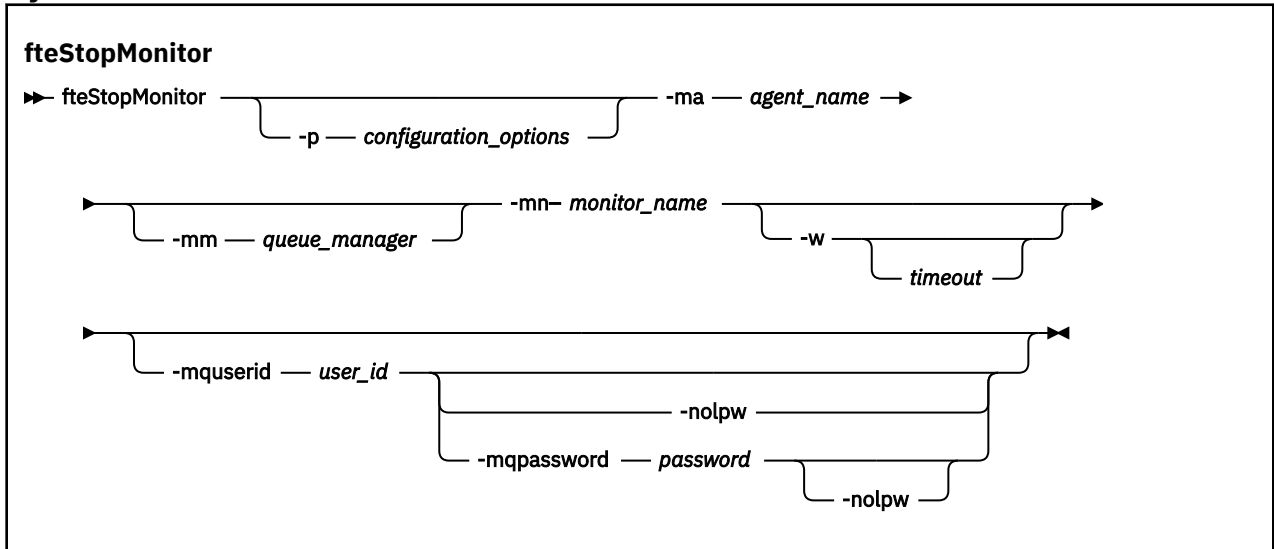 fteStopMonitor
fteStopMonitor -ma agent_name
-p configuration_options
-mn monitor_name
-mm queue_manager -w
timeout
-mquserid user_id
-nolpw
-mqpassword password
-nolpw